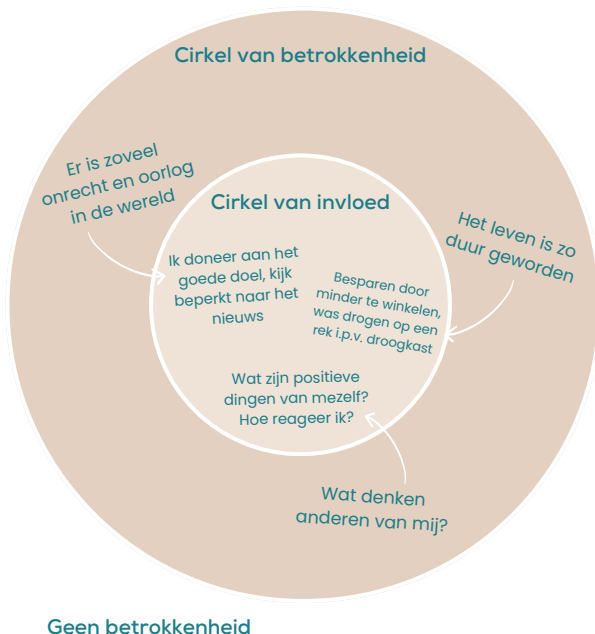 Cirkel van betrokkenheid
Er is zoveel
onrecht en oorlog
in de wereld
Cirkel van invloed
Het leven is zo
duur geworden
Ik doneer aan het
goede doel, kijk
beperkt naar het
nieuws
Besparen door
minder te winkelen,
was drogen op een
rek i.p.v. droogkast
Wat zijn positieve
dingen van mezelf?
Hoe reageer ik?
Wat denken
anderen van mij?
Geen betrokkenheid